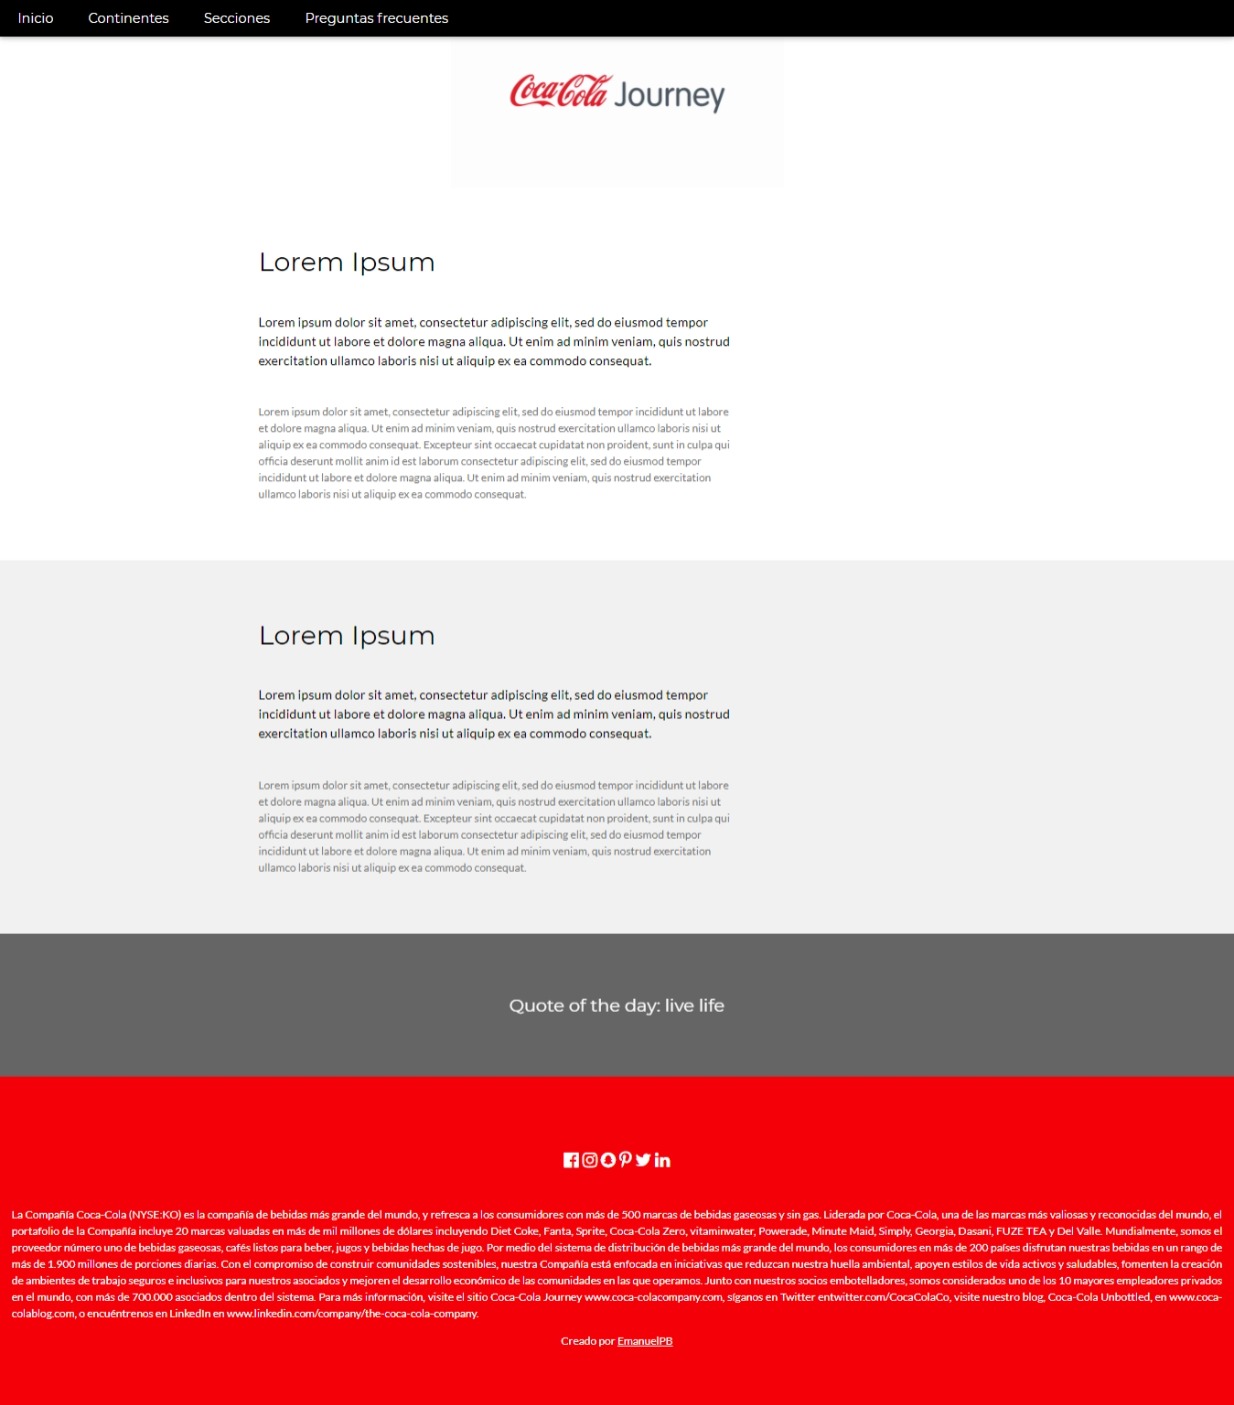 Inicio Continentes Secciones Preguntas frecuentes
Coca-Cola Journey
Lorem Ipsum
Lorem ipsum dolor sit amet, consectetur adipiscing elit, sed do eiusmod tempor
incididunt ut labore et dolore magna aliqua. Ut enim ad minim veniam, quis nostrud
exercitation ullamco laboris nisi ut aliquip ex ea commodo consequat.
Lorem ipsum dolor sit amet, consectetur adipiscing elit, sed do eiusmod tempor incididunt ut labore
et dolore magna aliqua. Ut enim ad minim veniam, quis nostrud exercitation ullamco laboris nisi ut
aliquip ex ea commodo consequat. Excepteur sint occaecat cupidatat non proident, sunt in culpa qui
officia deserunt mollit anim id est laborum consectetur adipiscing elit, sed do eiusmod tempor
incididunt ut labore et dolore magna aliqua. Ut enim ad minim veniam, quis nostrud exercitation
ullamco laboris nisi ut aliquip ex ea commodo consequat.
Lorem Ipsum
Lorem ipsum dolor sit amet, consectetur adipiscing elit, sed do eiusmod tempor
incididunt ut labore et dolore magna aliqua. Ut enim ad minim veniam, quis nostrud
exercitation ullamco laboris nisi ut aliquip ex ea commodo consequat.
Lorem ipsum dolor sit amet, consectetur adipiscing elit, sed do eiusmod tempor incididunt ut labore
et dolore magna aliqua. Ut enim ad minim veniam, quis nostrud exercitation ullamco laboris nisi ut
aliquip ex ea commodo consequat. Excepteur sint occaecat cupidatat non proident, sunt in culpa qui
officia deserunt mollit anim id est laborum consectetur adipiscing elit, sed do eiusmod tempor
incididunt ut labore et dolore magna aliqua. Ut enim ad minim veniam, quis nostrud exercitation
ullamco laboris nisi ut aliquip ex ea commodo consequat.
Quote of the day: live life
La Compañía Coca-Cola (NYSE:KO) es la compañía de bebidas más grande del mundo, y refresca a los consumidores con más de 500 marcas de bebidas gaseosas y sin gas. Liderada por Coca-Cola, una de las marcas más valiosas y reconocidas del mundo, el
portafolio de la Compañía incluye 20 marcas valuadas en más de mil millones de dólares incluyendo Diet Coke, Fanta, Sprite, Coca-Cola Zero, vitaminwater, Powerade, Minute Maid, Simply, Georgia, Dasani, FUZE TEA y Del Valle. Mundialmente, somos el
proveedor número uno de bebidas gaseosas, cafés listos para beber, jugos y bebidas hechas de jugo. Por medio del sistema de distribución de bebidas más grande del mundo, los consumidores en más de 200 países disfrutan nuestras bebidas en un rango de
más de 1.900 millones de porciones diarias. Con el compromiso de construir comunidades sostenibles, nuestra Compañía está enfocada en iniciativas que reduzcan nuestra huella ambiental, apoyen estilos de vida activos y saludables, fomenten la creación
de ambientes de trabajo seguros e inclusivos para nuestros asociados y mejoren el desarrollo económico de las comunidades en las que operamos. Junto con nuestros socios embotelladores, somos considerados uno de los 10 mayores empleadores privados
en el mundo, con más de 700.000 asociados dentro del sistema. Para más información, visite el sitio Coca-Cola Journey www.coca-colacompany.com, síganos en Twitter entwitter.com/CocaColaCo, visite nuestro blog, Coca-Cola Unbottled, en www.coca-
colablog.com, o encuéntrenos en LinkedIn en www.linkedin.com/company/the-coca-cola-company.
Creado por EmanuelPB